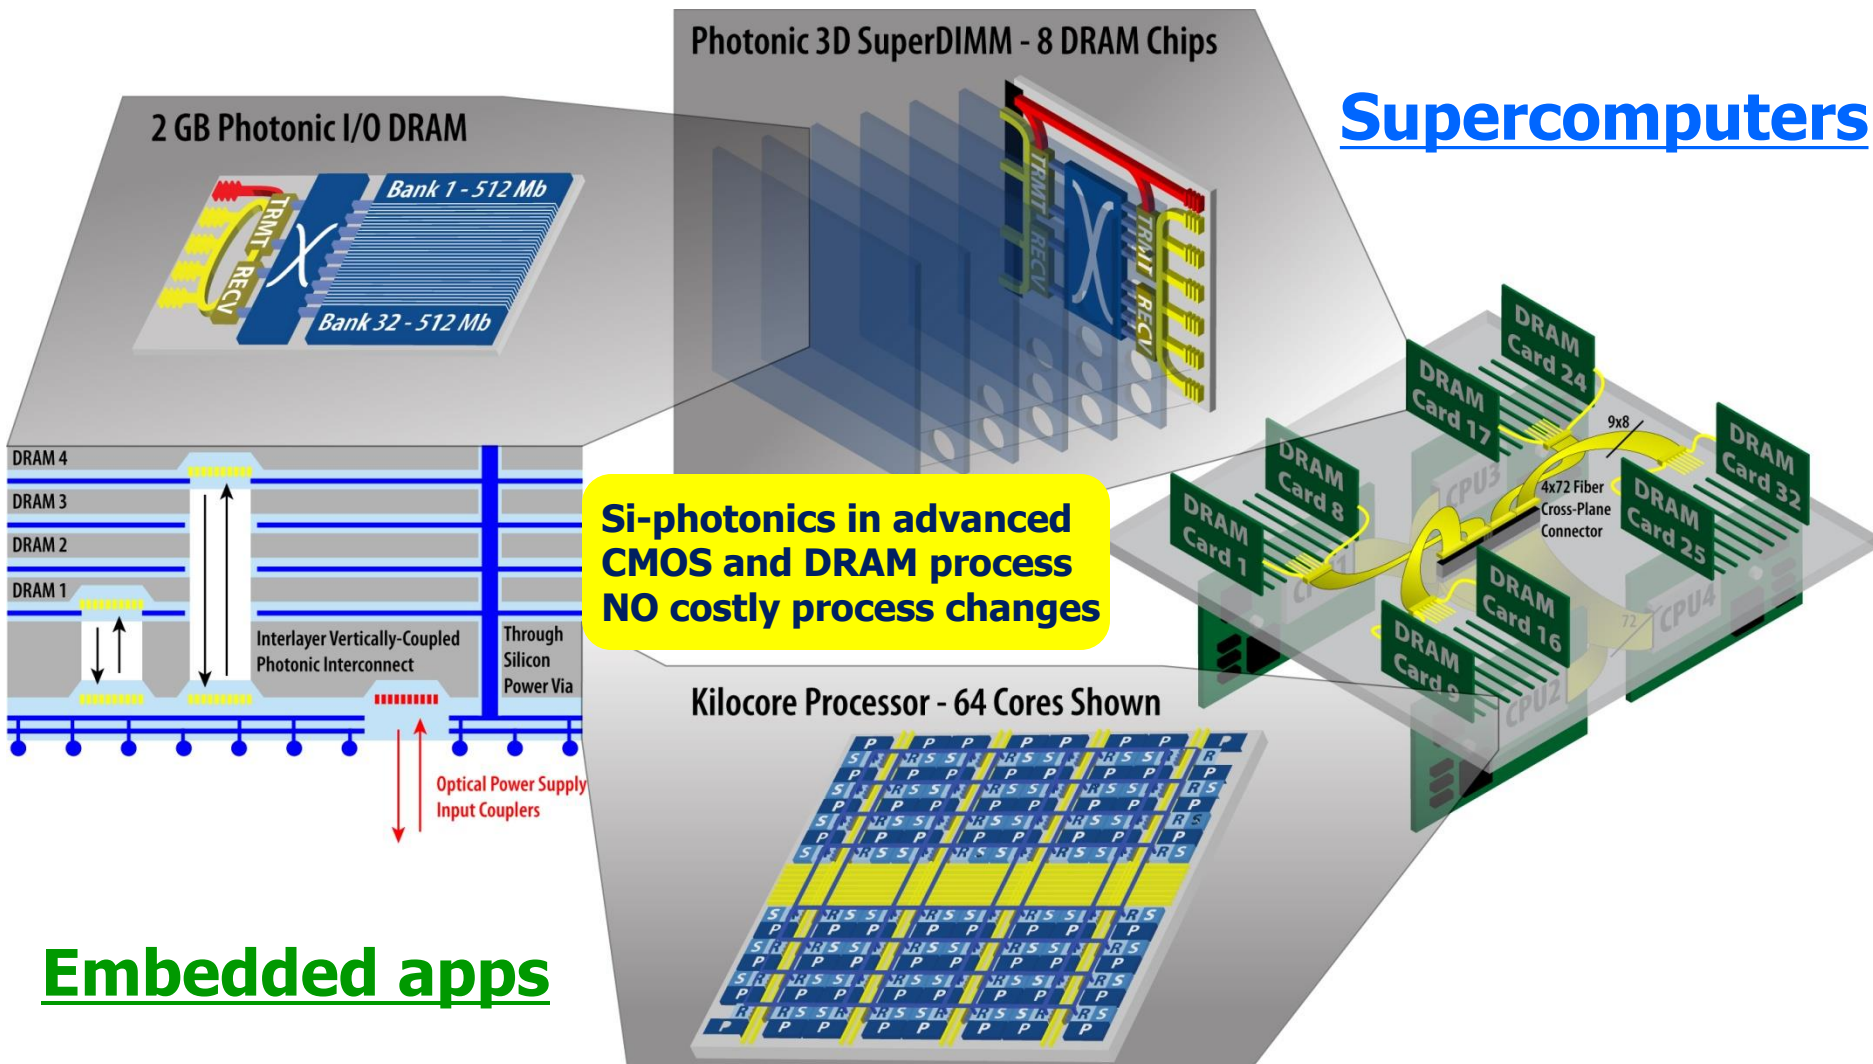 Photonic 3D SuperDIMM - 8 DRAM Chips
Supercomputers
2 GB Photonic I/O DRAM
Bank 1 - 512 Mb
TRMT
RECV
Bank 32 - 512 Mb
TRMT
RECV
TRMT
RECV
DRAM
Card 24
DRAM
Card 17
9x8
DRAM
Card 8
DRAM
Card 32
DRAM
Card 1
DRAM
Card 25
CPU3
4x72 Fiber
Cross-Plane
Connector
DRAM
Card 16
DRAM
Card 9
72
CPU4
CPU2
DRAM 4
DRAM 3
DRAM 2
DRAM 1
Interlayer Vertically-Coupled
Photonic Interconnect
Through
Silicon
Power Via
Optical Power Supply
Input Couplers
Si-photonics in advanced
CMOS and DRAM process
NO costly process changes
Kilocore Processor - 64 Cores Shown
P P P P P P P P
Embedded apps